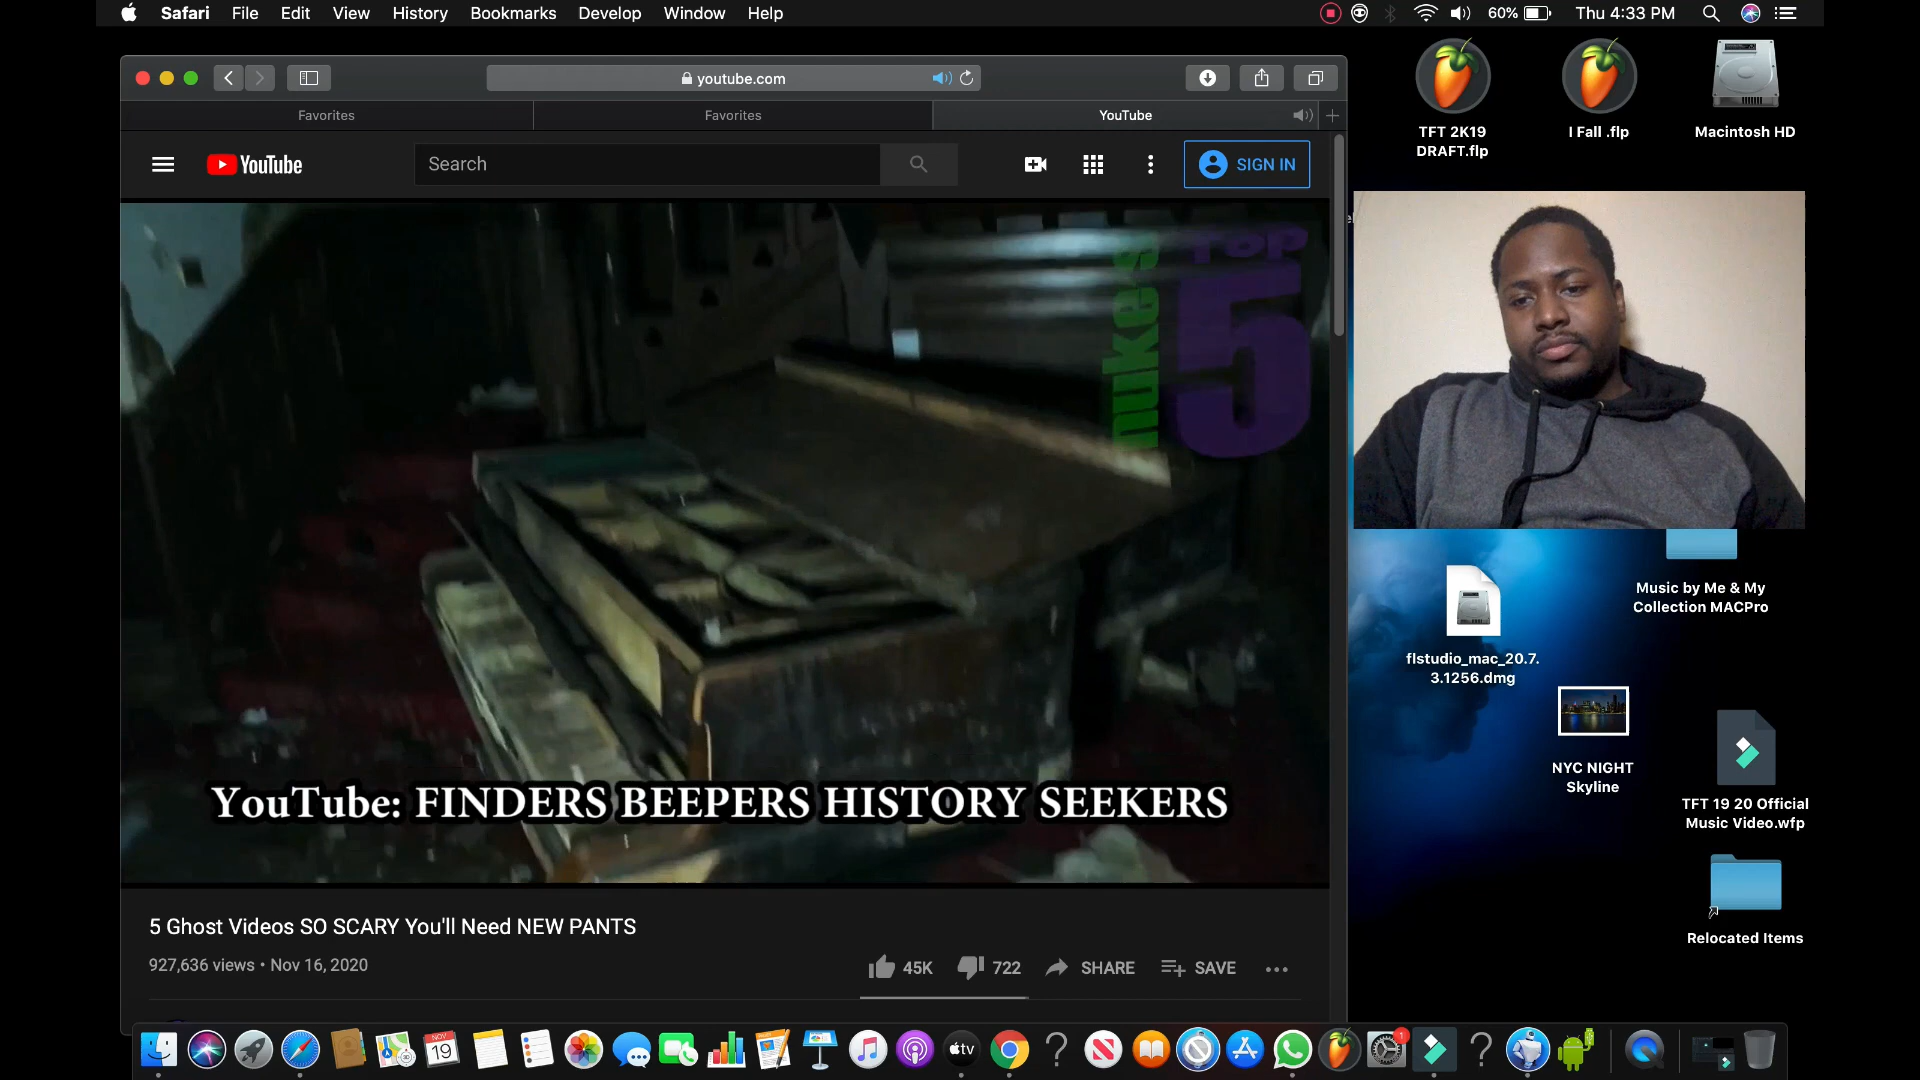 Safari File Edit View History Bookmarks Develop Window Help
60% Thu 4:33 PM
youtube.com
Favorites Favorites YouTube
YouTube Search SIGN IN
nuke's TOP 5
YouTube: FINDERS BEEPERS HISTORY SEEKERS
5 Ghost Videos SO SCARY You'll Need NEW PANTS
927,636 views • Nov 16, 2020
45K 722 SHARE SAVE
TFT 2K19
DRAFT.flp
I Fall .flp
Macintosh HD
Music by Me & My
Collection MACPro
flstudio_mac_20.7.
3.1256.dmg
NYC NIGHT
Skyline
TFT 19 20 Official
Music Video.wfp
Relocated Items
NOV
19
tv
1